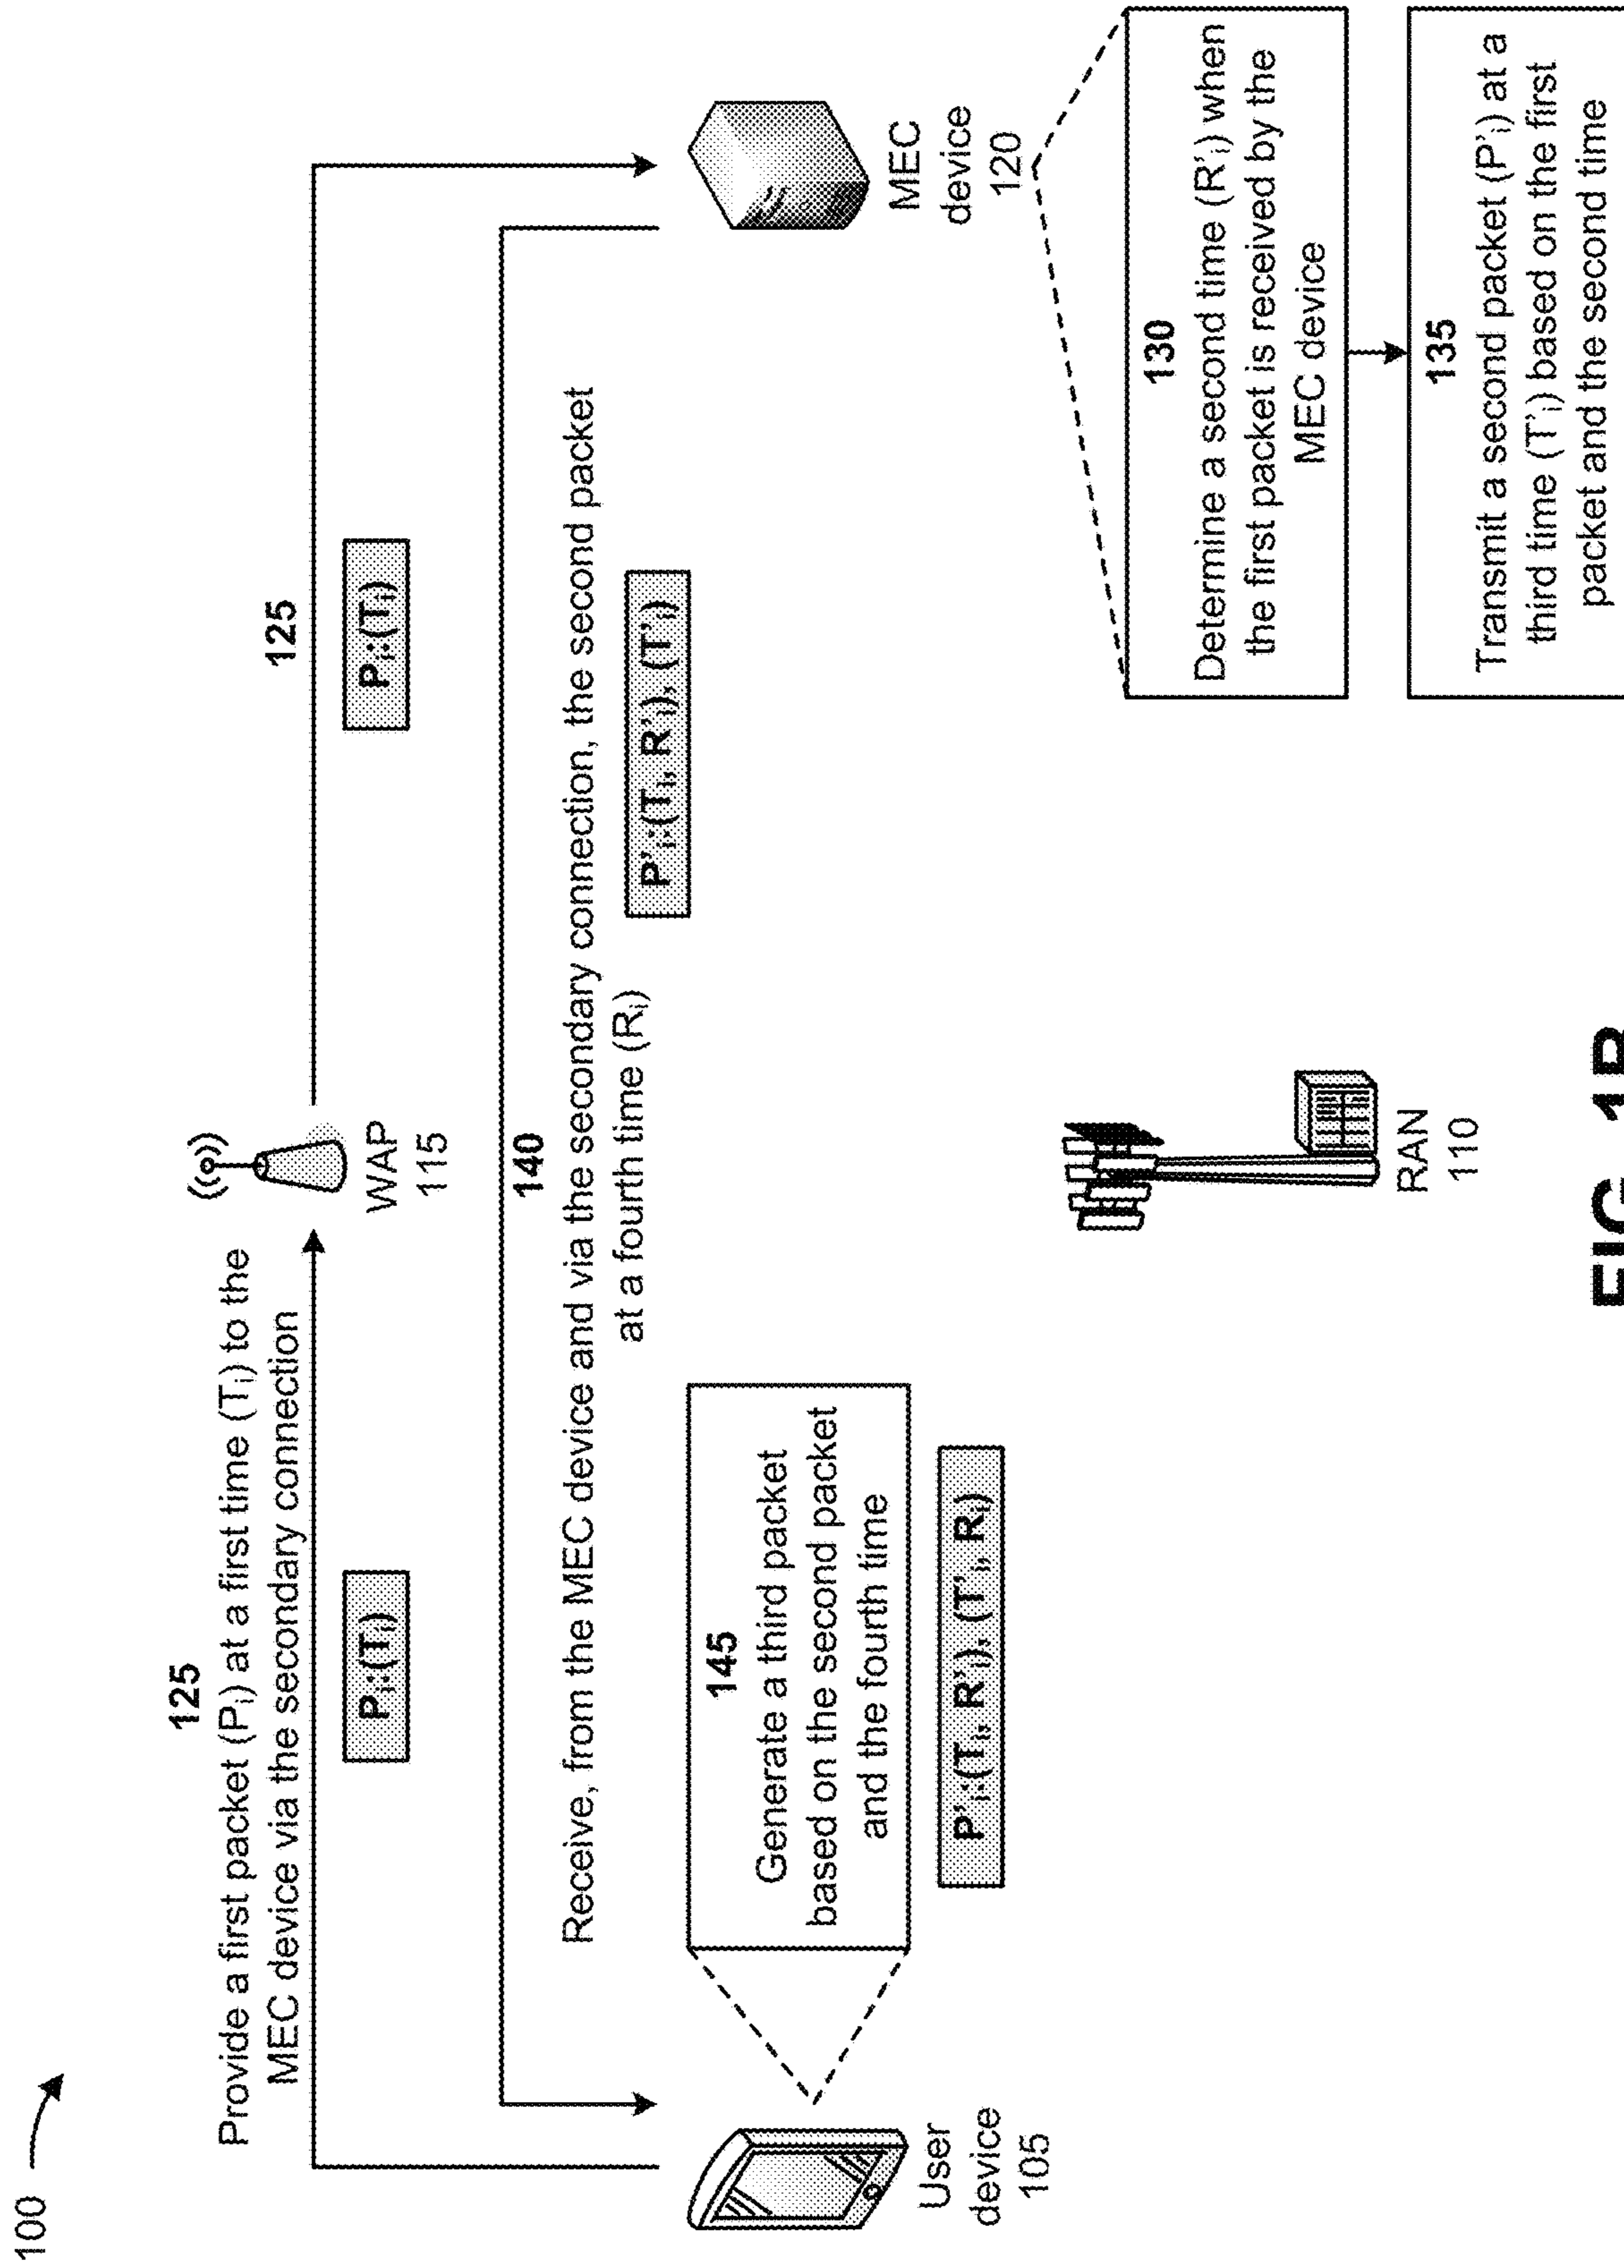 100
125
Provide a first packet (Pᵢ) at a first time (Tᵢ) to the
MEC device via the secondary connection
Pᵢ:(Tᵢ)
WAP
115
125
Pᵢ:(Tᵢ)
140
Receive, from the MEC device and via the secondary connection, the second packet
at a fourth time (Rᵢ)
P'ᵢ:(Tᵢ, R'ᵢ), (T'ᵢ)
User
device
105
145
Generate a third packet
based on the second packet
and the fourth time
P'ᵢ:(Tᵢ, R'ᵢ), (T'ᵢ, Rᵢ)
RAN
110
MEC
device
120
130
Determine a second time (R'ᵢ) when
the first packet is received by the
MEC device
135
Transmit a second packet (P'ᵢ) at a
third time (T'ᵢ) based on the first
packet and the second time
FIG. 1B